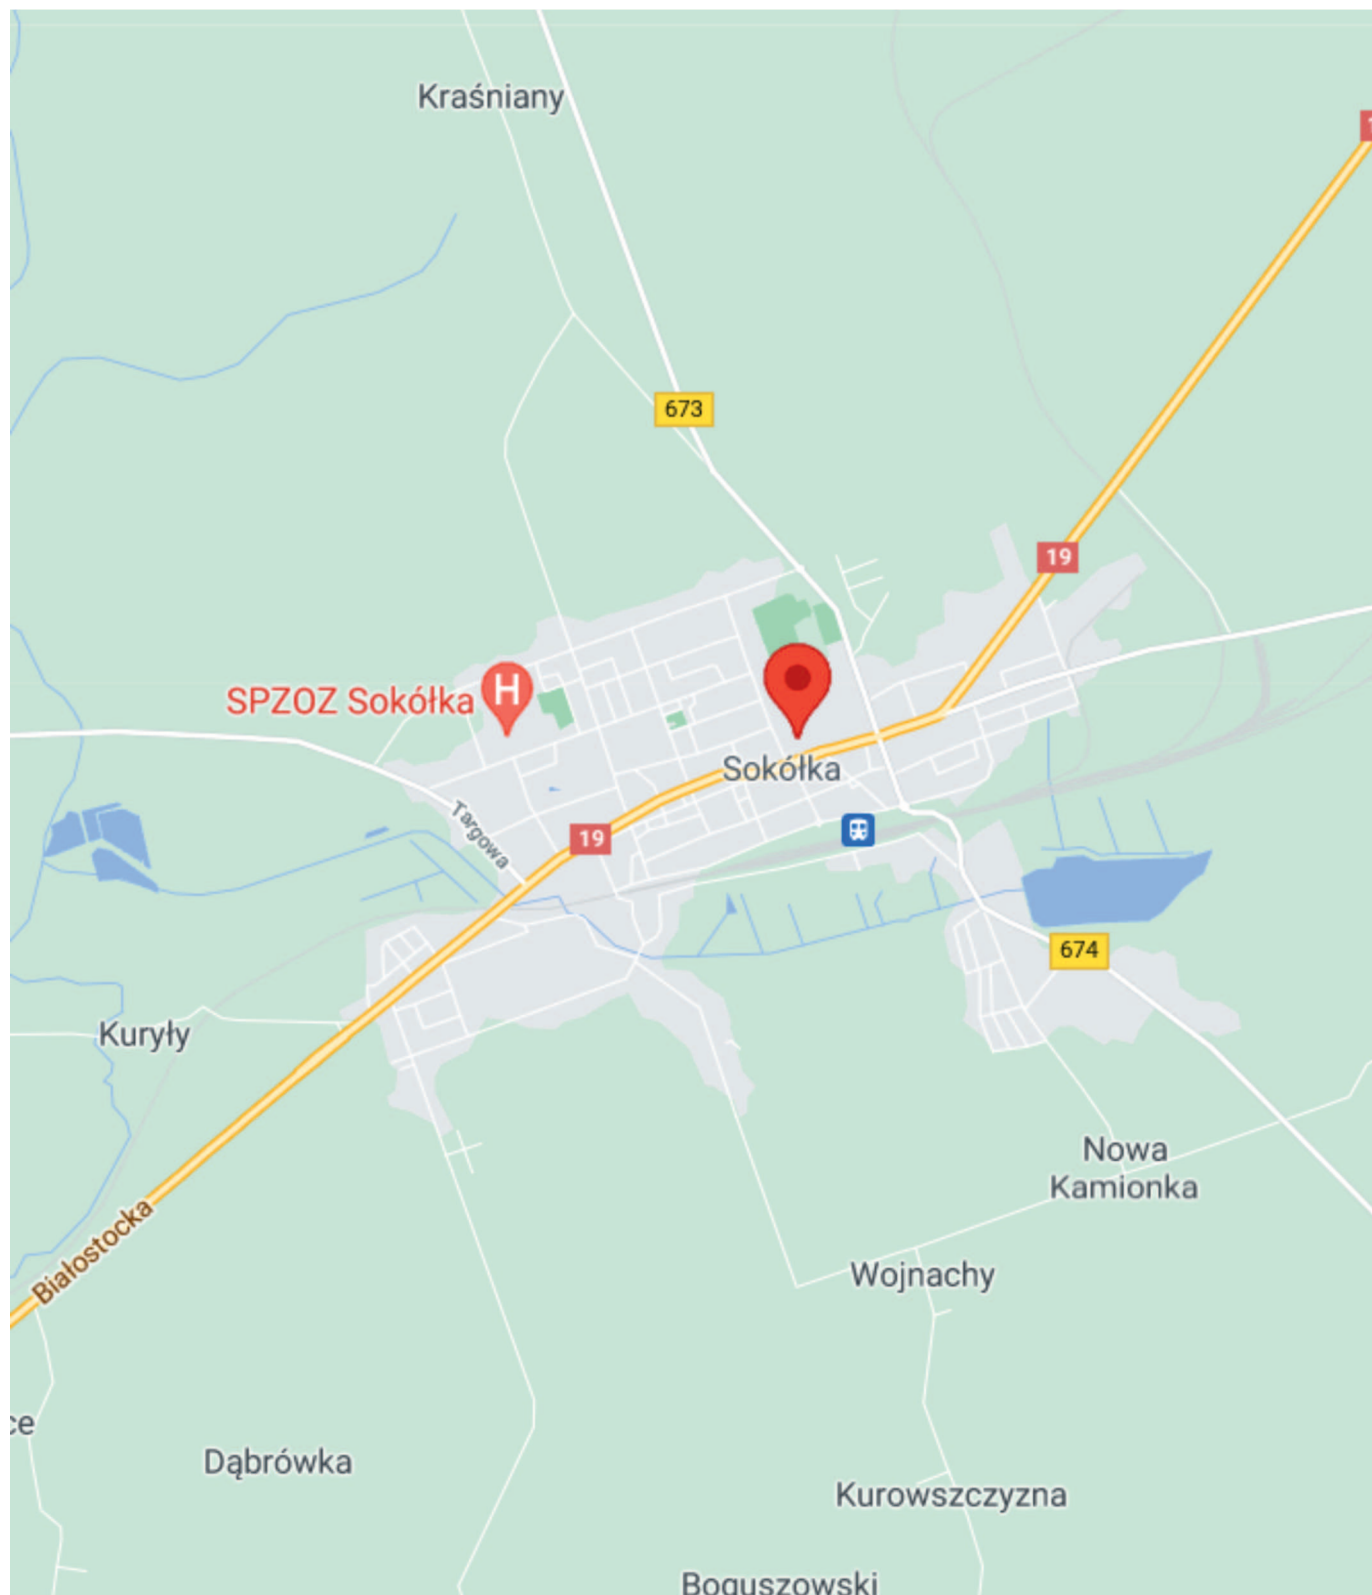 Kraśniany
673
19
SPZOZ Sokółka
H
Sokółka
Targowa
19
674
Kuryły
Nowa
Kamionka
Białostocka
Wojnachy
Dąbrówka
Kurowszczyzna
Boguszowski